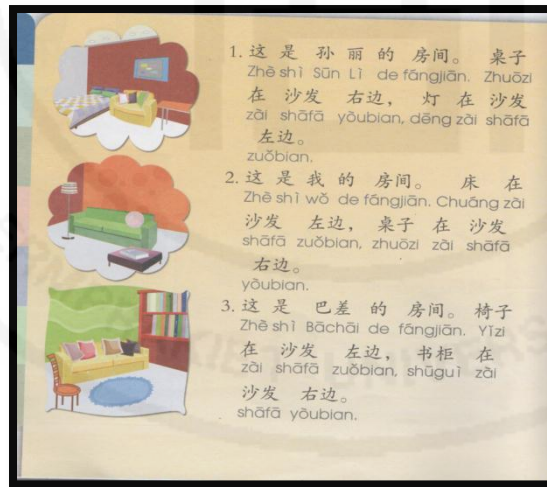 1. 这 是 孙 丽 的 房间。 桌子
Zhè shì Sūn Lì de fángjiān. Zhuōzi
在 沙发 右边， 灯 在 沙发
zài shāfā yòubian, dēng zài shāfā
左边。
zuǒbian.
2. 这 是 我 的 房间。 床 在
Zhè shì wǒ de fángjiān. Chuáng zài
沙发 左边， 桌子 在 沙发
shāfā zuǒbian, zhuōzi zài shāfā
右边。
yòubian.
3. 这 是 巴差 的 房间。 椅子
Zhè shì Bāchāi de fángjiān. Yǐzi
在 沙发 左边， 书柜 在
zài shāfā zuǒbian, shūguì zài
沙发 右边。
shāfā yòubian.